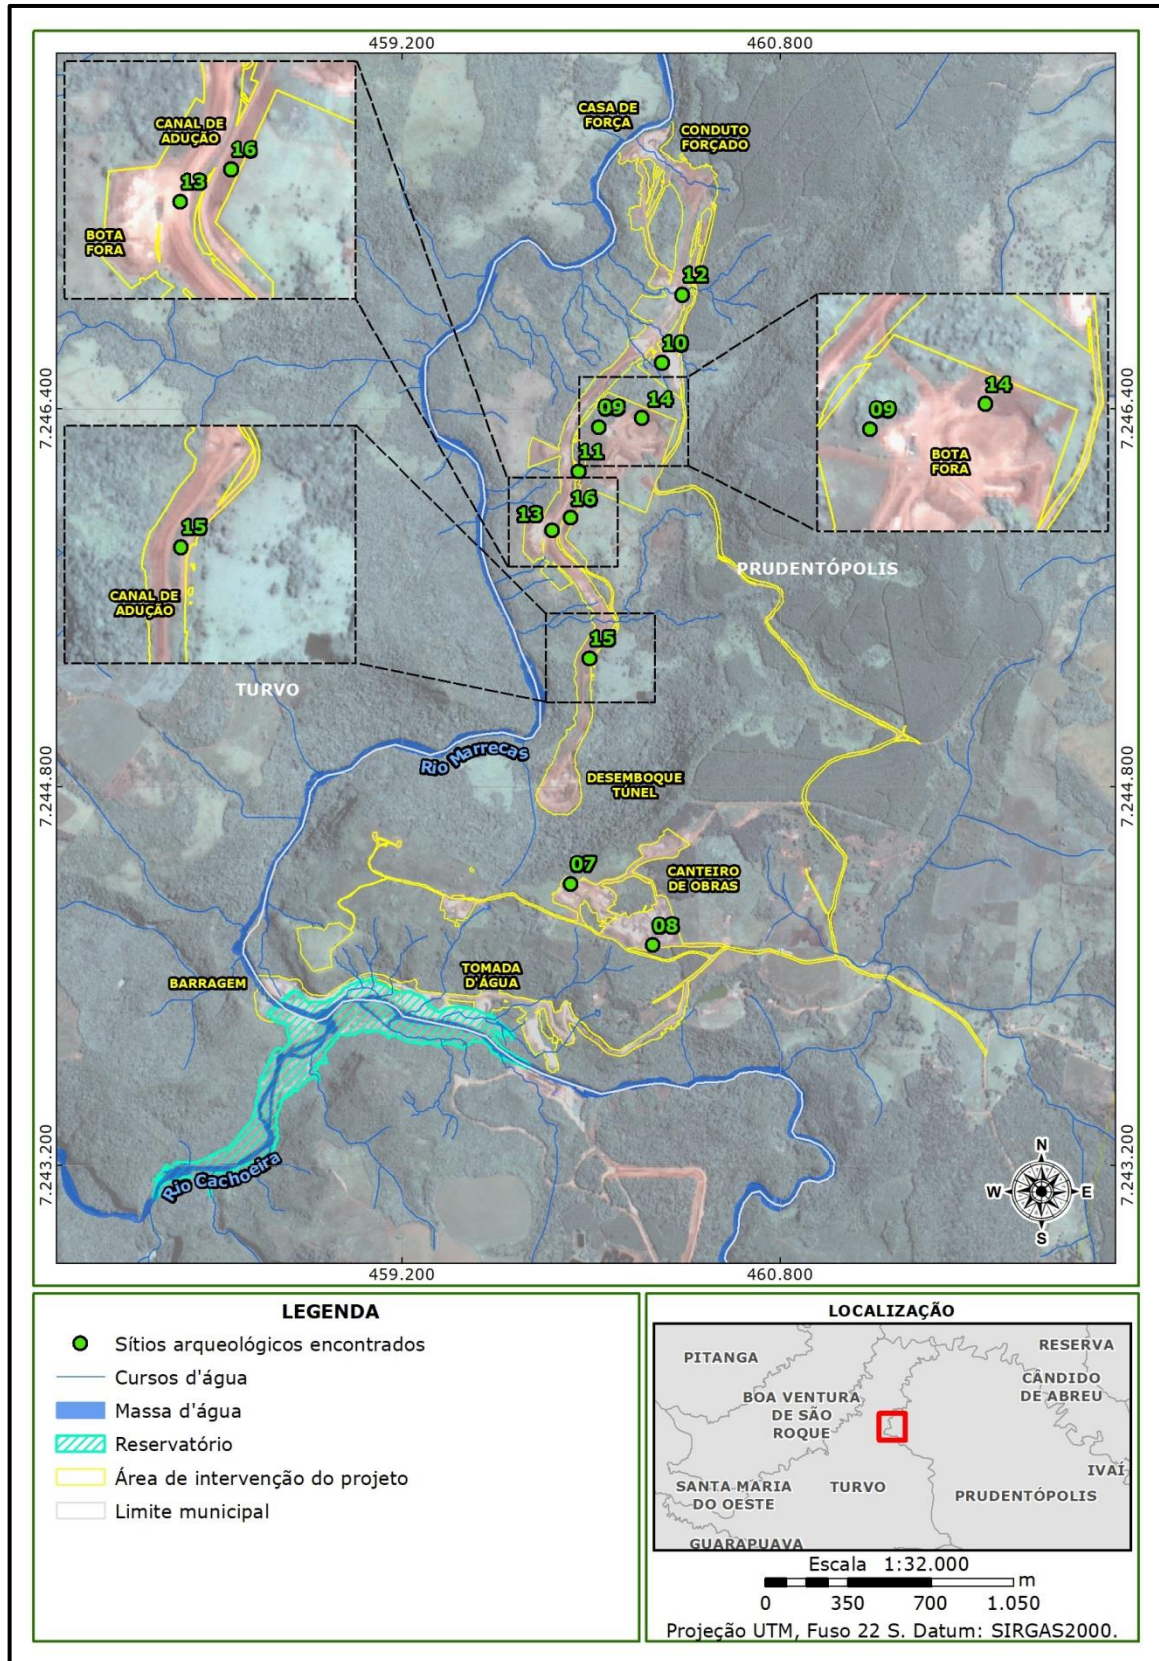 459.200
460.800
CANAL DE
ADUÇÃO
16
13
BOTA
FORA
CASA DE
FORÇA
CONDUTO
FORÇADO
12
10
14
09
11
16
13
7.246.400
7.246.400
14
09
BOTA
FORA
15
CANAL DE
ADUÇÃO
PRUDENTÓPOLIS
15
TURVO
Rio Marrecas
DESEMBOQUE
TÚNEL
7.244.800
7.244.800
07
CANTEIRO
DE OBRAS
08
BARRAGEM
TOMADA
D'ÁGUA
Rio Cachoeira
7.243.200
7.243.200
N
W
E
S
459.200
460.800
LEGENDA
Sítios arqueológicos encontrados
Cursos d'água
Massa d'água
Reservatório
Área de intervenção do projeto
Limite municipal
LOCALIZAÇÃO
PITANGA
RESERVA
CÂNDIDO
DE ABREU
BOA VENTURA
DE SÃO
ROQUE
IVAÍ
SANTA MARIA
DO OESTE
TURVO
PRUDENTÓPOLIS
GUARAPUAVA
Escala 1:32.000
m
0 350 700 1.050
Projeção UTM, Fuso 22 S. Datum: SIRGAS2000.